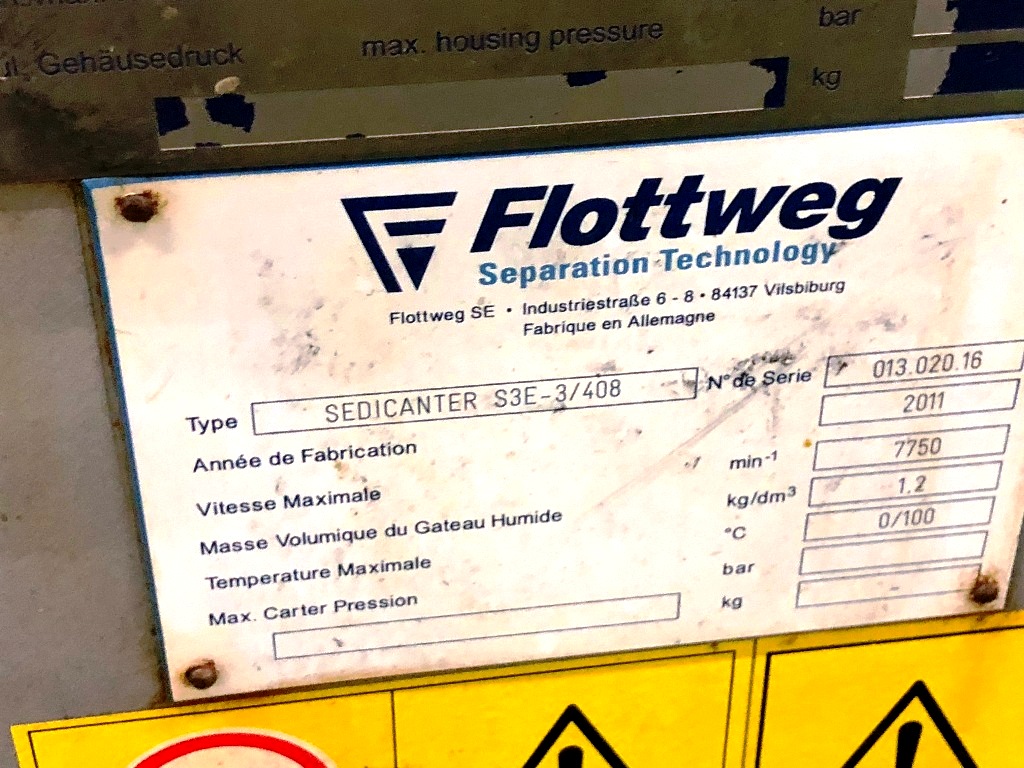 max. housing pressure bar
Gehäusedruck
kg
Flottweg
Separation Technology
Flottweg SE • Industriestraße 6 - 8 • 84137 Vilsbiburg
Fabrique en Allemagne
Type SEDICANTER S3E-3/408 N° de Serie 013.020.16
Année de Fabrication 2011
Vitesse Maximale min-1 7750
Masse Volumique du Gateau Humide kg/dm³ 1.2
Temperature Maximale °C 0/100
Max. Carter Pression bar
kg -